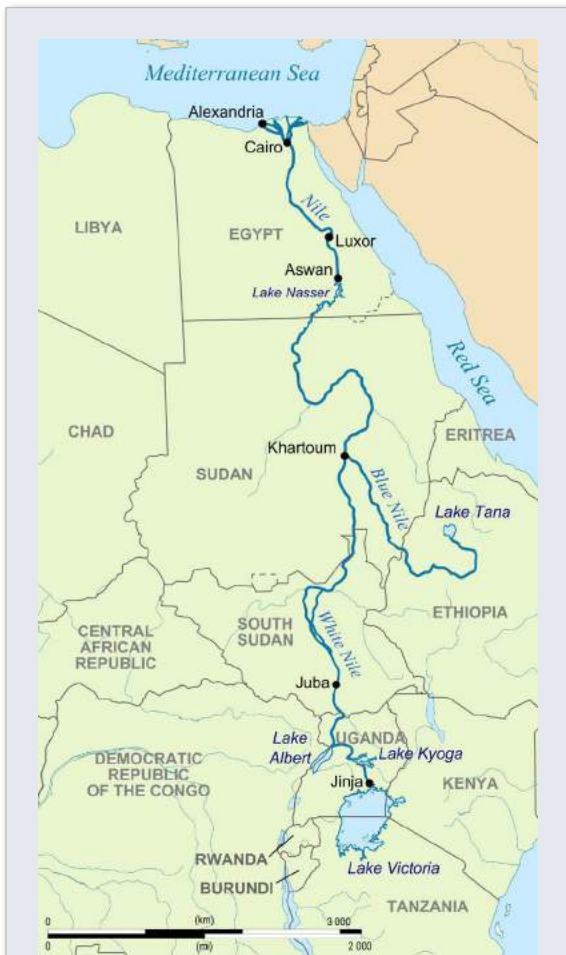 Mediterranean Sea
Alexandria
Cairo
Nile
LIBYA
EGYPT
Luxor
Aswan
Lake Nasser
Red Sea
CHAD
ERITREA
Khartoum
SUDAN
Blue Nile
Lake Tana
ETHIOPIA
CENTRAL
AFRICAN
REPUBLIC
SOUTH
SUDAN
White Nile
Juba
UGANDA
Lake
Albert
Lake Kyoga
DEMOCRATIC
REPUBLIC
OF THE CONGO
Jinja
KENYA
RWANDA
BURUNDI
Lake Victoria
TANZANIA
0 (km) 3 000
0 (mi) 2 000